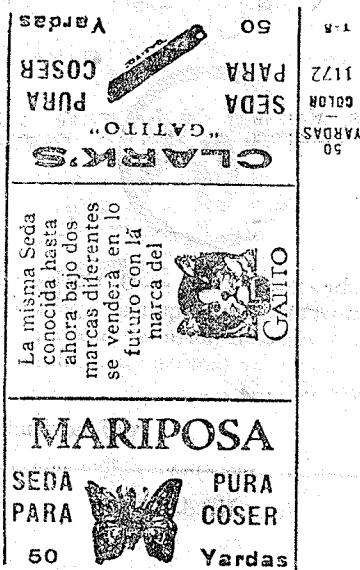 CLARK'S
"GATITO"
SEDA PURA
PARA COSER
50 Yardas
50
YARDAS
COLOR
1172
La misma Seda
conocida hasta
ahora bajo dos
marcas diferentes
se venderà en lo
futuro con la
marca del
GATITO
MARIPOSA
SEDA PURA
PARA COSER
50 Yardas